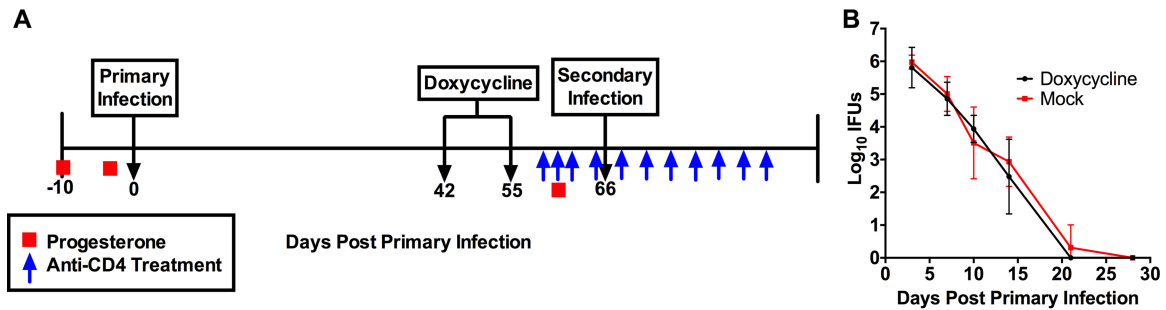 A
Primary
Infection
Doxycycline
Secondary
Infection
-10
0
42
55
66
Progesterone
Anti-CD4 Treatment
Days Post Primary Infection
B
7
6
5
4
3
2
1
0
Log10 IFUs
Doxycycline
Mock
0 5 10 15 20 25 30
Days Post Primary Infection